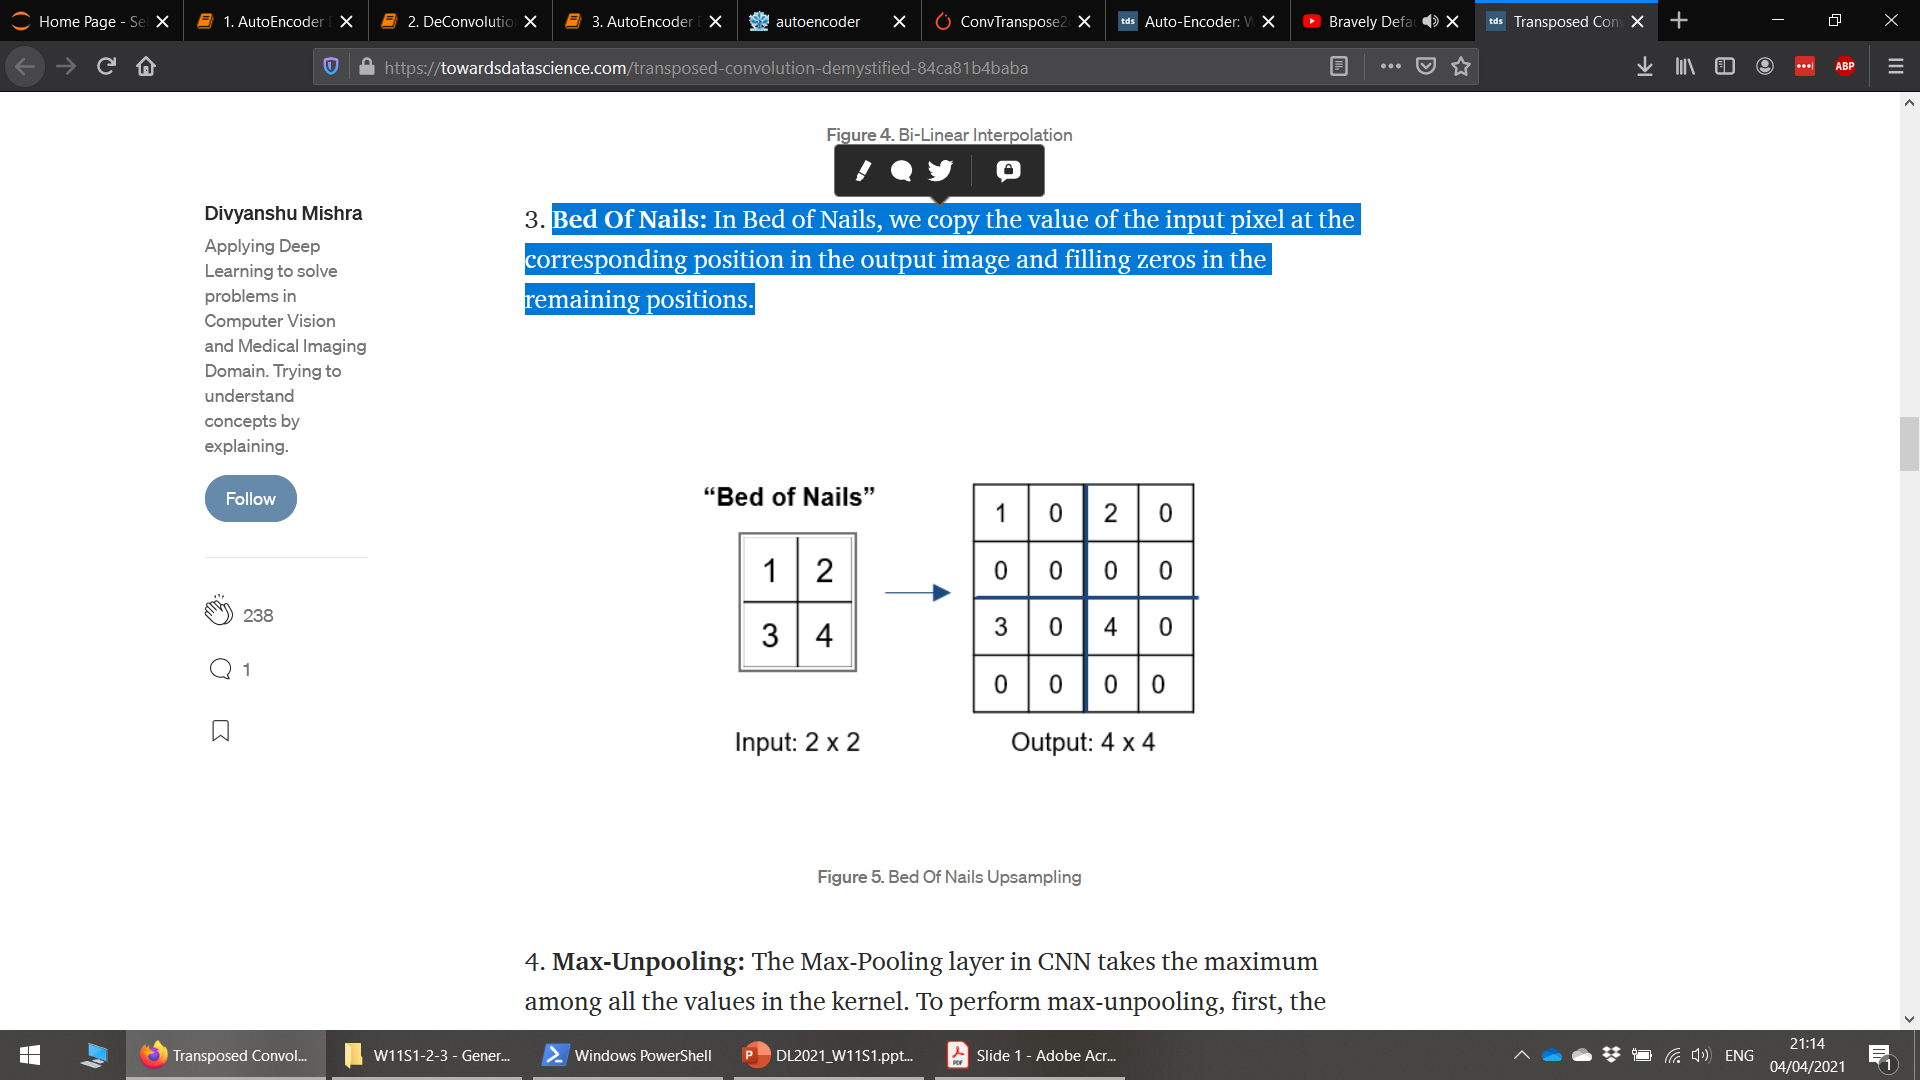 Home Page - Se
1. AutoEncoder
2. DeConvolutio
3. AutoEncoder
autoencoder
ConvTranspose2
Auto-Encoder: W
Bravely Defa
Transposed Con
https://towardsdatascience.com/transposed-convolution-demystified-84ca81b4baba
ABP
Figure 4. Bi-Linear Interpolation
Divyanshu Mishra
Applying Deep
Learning to solve
problems in
Computer Vision
and Medical Imaging
Domain. Trying to
understand
concepts by
explaining.
Follow
238
1
3. Bed Of Nails: In Bed of Nails, we copy the value of the input pixel at the
corresponding position in the output image and filling zeros in the
remaining positions.
“Bed of Nails”
1 2
3 4
Input: 2 x 2
1 0 2 0
0 0 0 0
3 0 4 0
0 0 0 0
Output: 4 x 4
Figure 5. Bed Of Nails Upsampling
4. Max-Unpooling: The Max-Pooling layer in CNN takes the maximum
among all the values in the kernel. To perform max-unpooling, first, the
Transposed Convol...
W11S1-2-3 - Gener...
Windows PowerShell
DL2021_W11S1.ppt...
Slide 1 - Adobe Acr...
ENG
21:14
04/04/2021
1